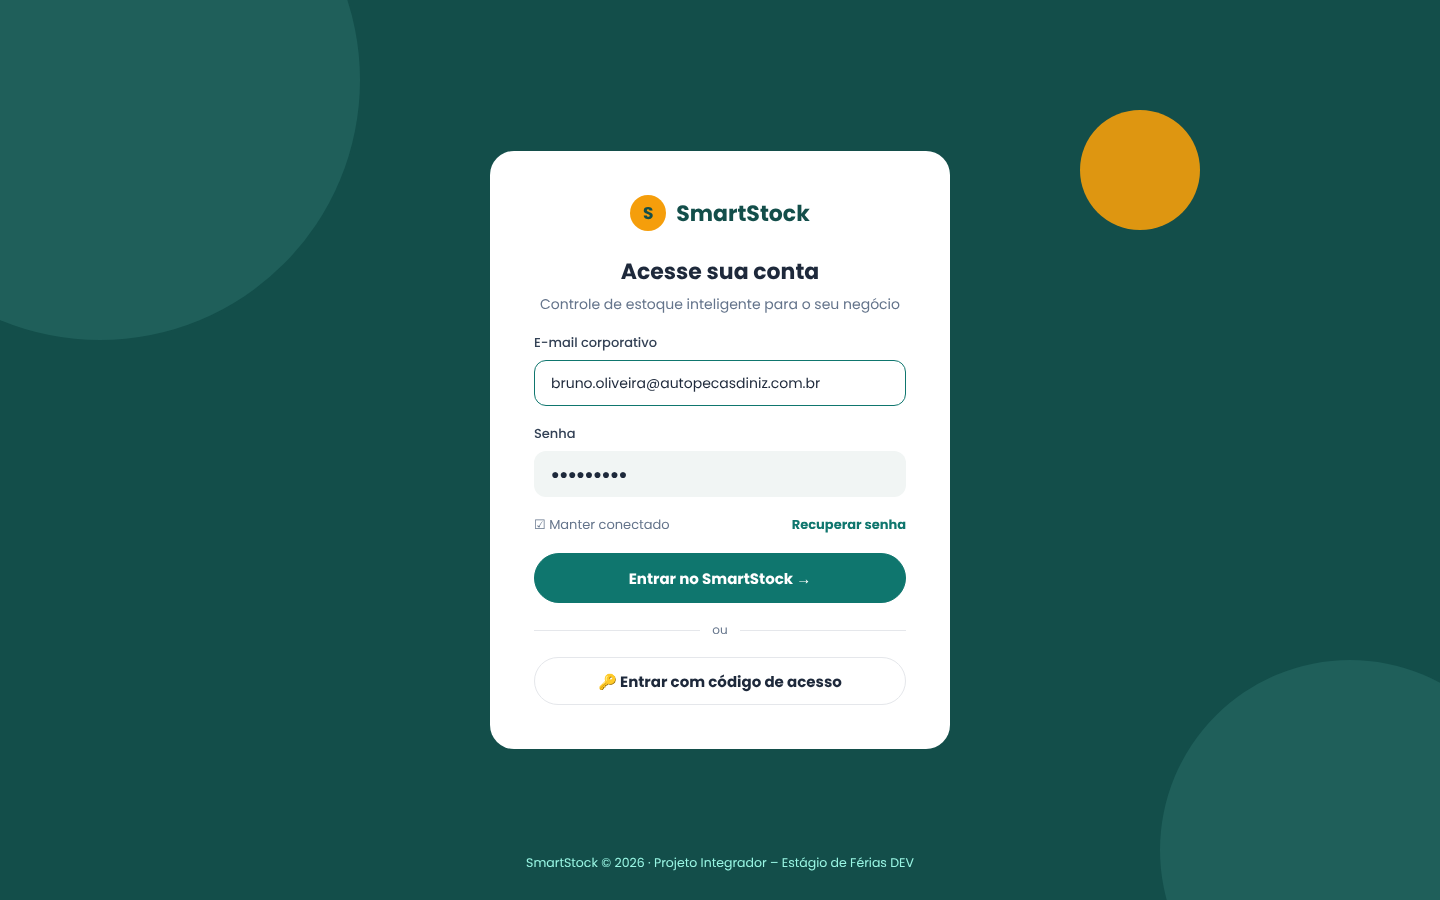 S SmartStock
Acesse sua conta
Controle de estoque inteligente para o seu negócio
E-mail corporativo
bruno.oliveira@autopecasdiniz.com.br
Senha
•••••••••
☑ Manter conectado Recuperar senha
Entrar no SmartStock →
ou
🔑 Entrar com código de acesso
SmartStock © 2026 · Projeto Integrador – Estágio de Férias DEV